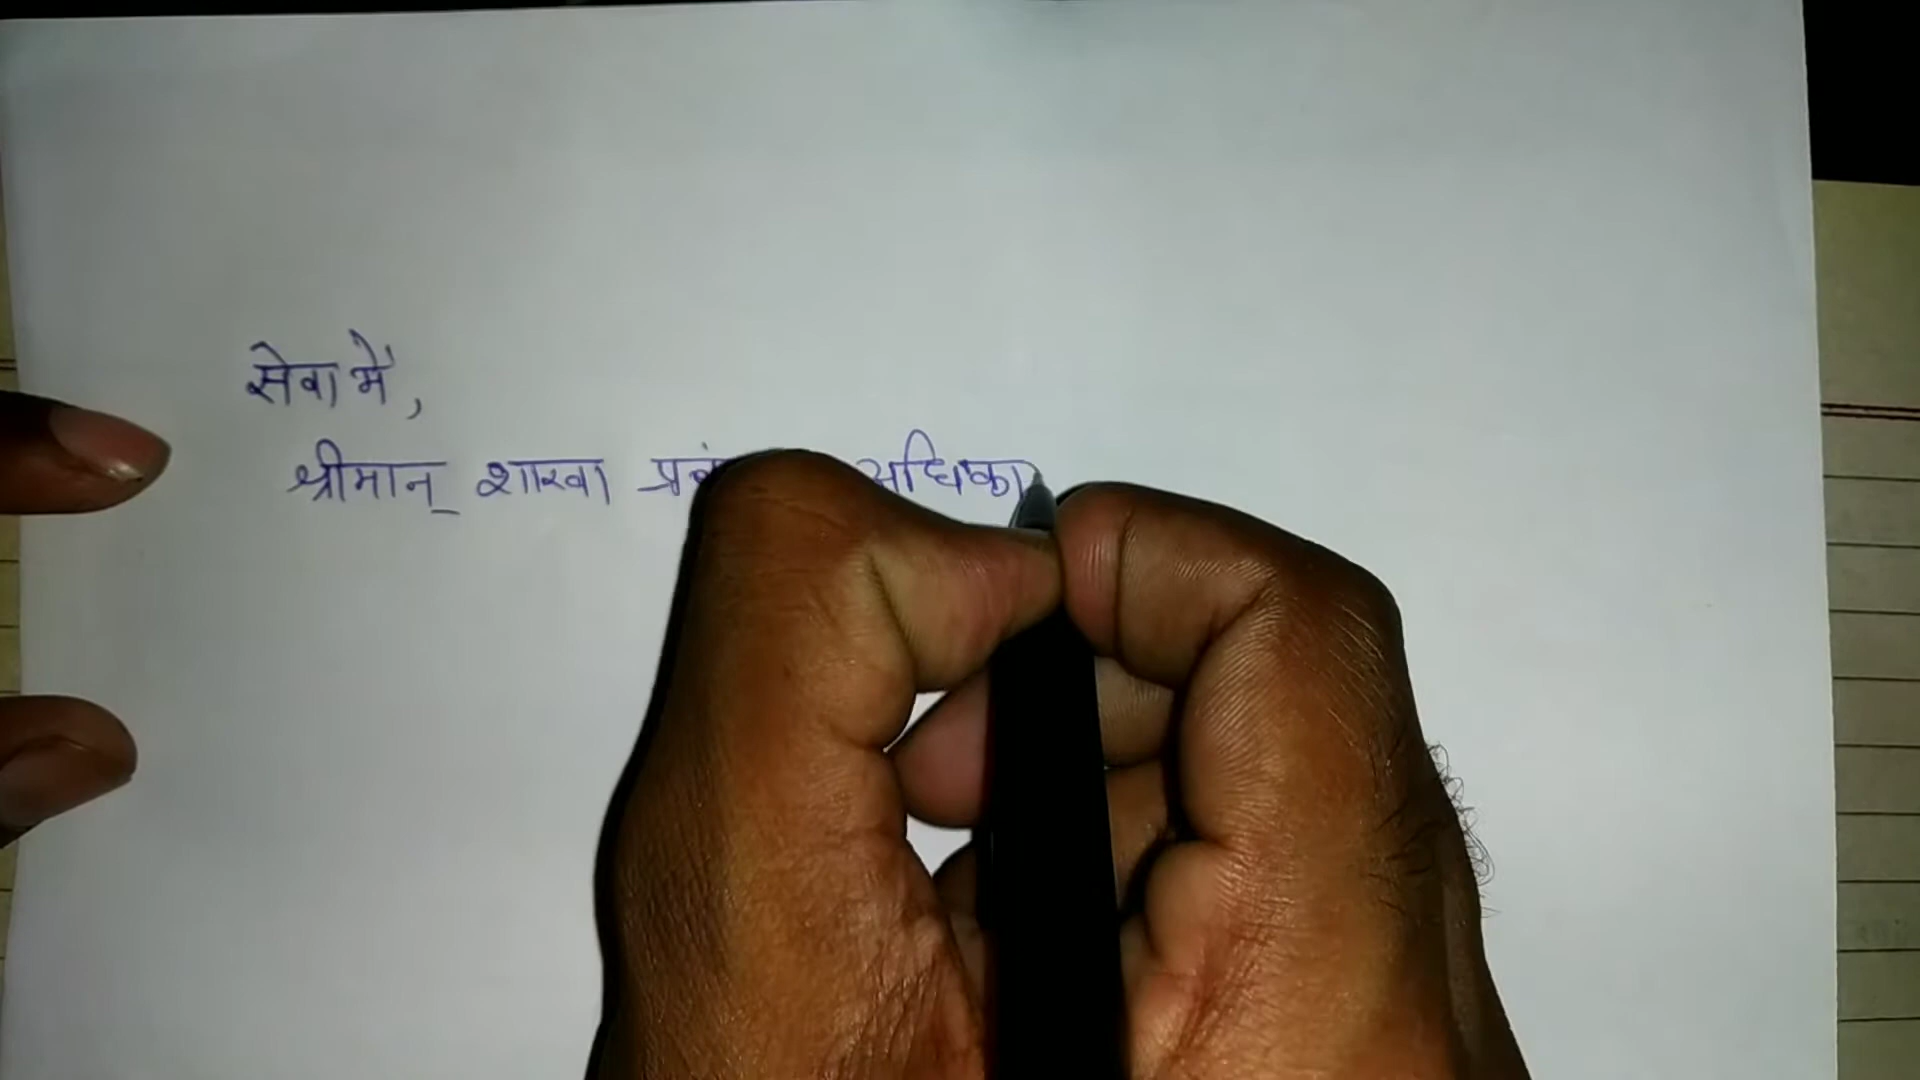 सेवा में,
श्रीमान् शाखा अधिका